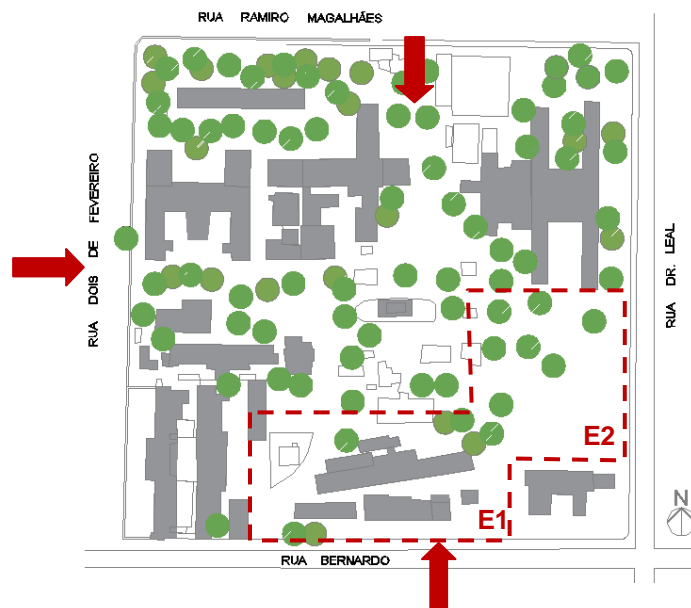 RUA RAMIRO MAGALHÃES
RUA DOIS DE FEVEREIRO
RUA DR. LEAL
E2
E1
N
RUA BERNARDO